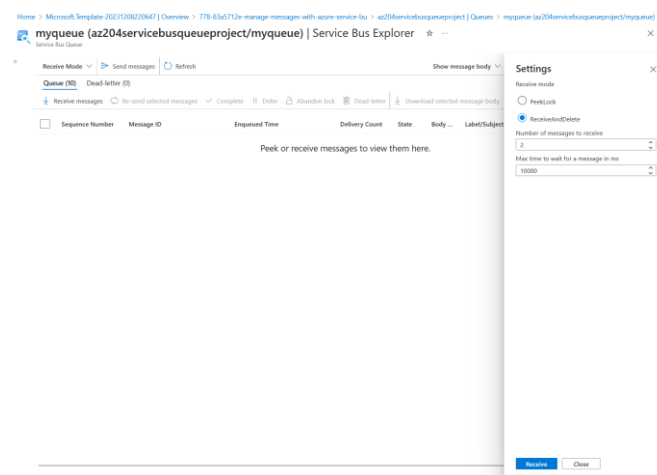 Home > Microsoft.Template-20231208220647 | Overview > 778-83a5712e-manage-messages-with-azure-service-bu > az204servicebusqueueproject | Queues > myqueue (az204servicebusqueueproject/myqueue)
myqueue (az204servicebusqueueproject/myqueue) | Service Bus Explorer
Service Bus Queue
Receive Mode Send messages Refresh Show message body
Queue (10) Dead-letter (0)
Receive messages Re-send selected messages Complete Defer Abandon lock Dead-letter Download selected message body
Sequence Number Message ID Enqueued Time Delivery Count State Body ... Label/Subject
Peek or receive messages to view them here.
Settings
Receive mode
PeekLock
ReceiveAndDelete
Number of messages to receive
2
Max time to wait for a message in ms
10000
Receive Close